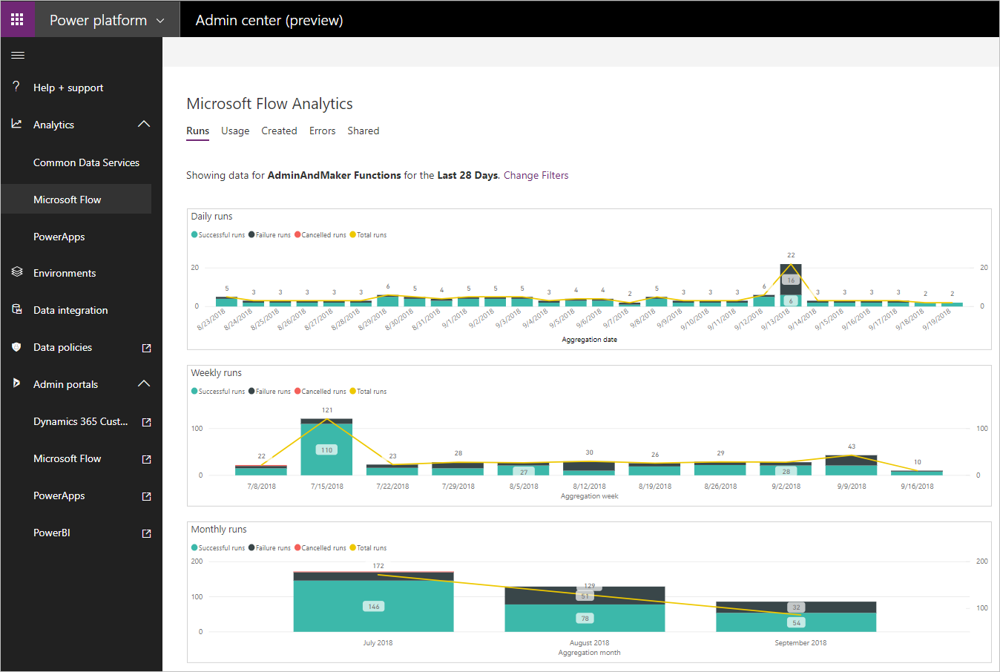 Power platform
Admin center (preview)
? Help + support
Analytics
Common Data Services
Microsoft Flow
PowerApps
Environments
Data integration
Data policies
Admin portals
Dynamics 365 Cust...
Microsoft Flow
PowerApps
PowerBI
Microsoft Flow Analytics
Runs Usage Created Errors Shared
Showing data for AdminAndMaker Functions for the Last 28 Days. Change Filters
Daily runs
Successful runs Failure runs Cancelled runs Total runs
22
20 20
16
5 3 3 3 3 3 6 5 4 5 5 5 3 4 4 2 5 3 3 3 6 3 3 3 3 2 2
6
0 0
8/23/2018 8/24/2018 8/25/2018 8/26/2018 8/27/2018 8/28/2018 8/29/2018 8/30/2018 8/31/2018 9/1/2018 9/2/2018 9/3/2018 9/4/2018 9/5/2018 9/6/2018 9/7/2018 9/8/2018 9/9/2018 9/10/2018 9/11/2018 9/12/2018 9/13/2018 9/14/2018 9/15/2018 9/16/2018 9/17/2018 9/18/2018 9/19/2018
Aggregation date
Weekly runs
Successful runs Failure runs Cancelled runs Total runs
121
100 100
110
22 23 28 30 26 29 43 10
27 28
0 0
7/8/2018 7/15/2018 7/22/2018 7/29/2018 8/5/2018 8/12/2018 8/19/2018 8/26/2018 9/2/2018 9/9/2018 9/16/2018
Aggregation week
Monthly runs
Successful runs Failure runs Cancelled runs Total runs
200 200
172
129
100 51 32 100
146 78 54
0
July 2018 August 2018 September 2018
Aggregation month